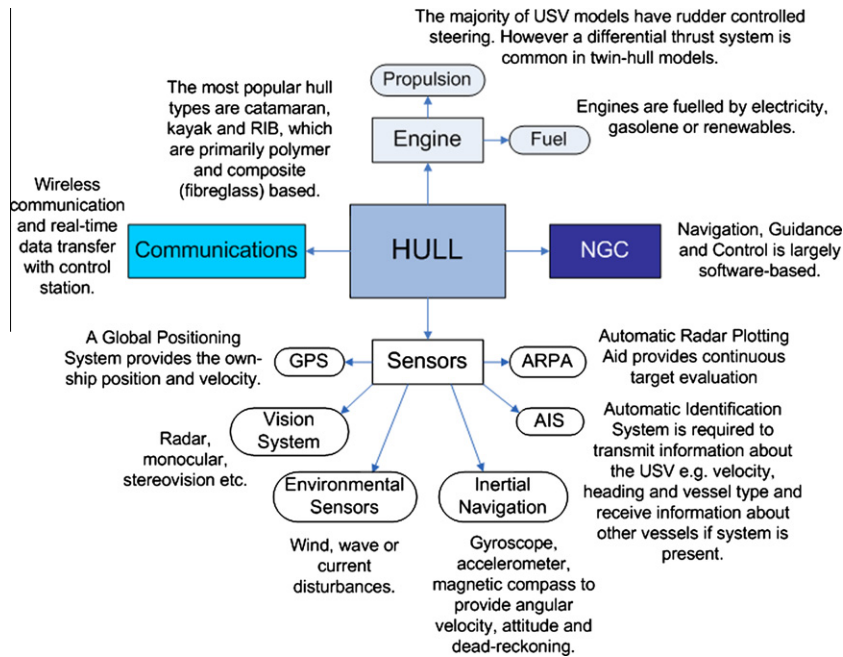 The majority of USV models have rudder controlled
steering. However a differential thrust system is
common in twin-hull models.
Propulsion
The most popular hull
types are catamaran,
kayak and RIB, which
are primarily polymer
and composite
(fibreglass) based.
Engine
Fuel
Engines are fuelled by electricity,
gasolene or renewables.
Wireless
communication
and real-time
data transfer
with control
station.
Communications
HULL
NGC
Navigation, Guidance
and Control is largely
software-based.
A Global Positioning
System provides the own-
ship position and velocity.
GPS
Sensors
ARPA
Automatic Radar Plotting
Aid provides continuous
target evaluation
Vision
System
Radar,
monocular,
stereovision etc.
AIS
Automatic Identification
System is required to
transmit information about
the USV e.g. velocity,
heading and vessel type and
receive information about
other vessels if system is
present.
Environmental
Sensors
Wind, wave or
current
disturbances.
Inertial
Navigation
Gyroscope,
accelerometer,
magnetic compass to
provide angular
velocity, attitude and
dead-reckoning.